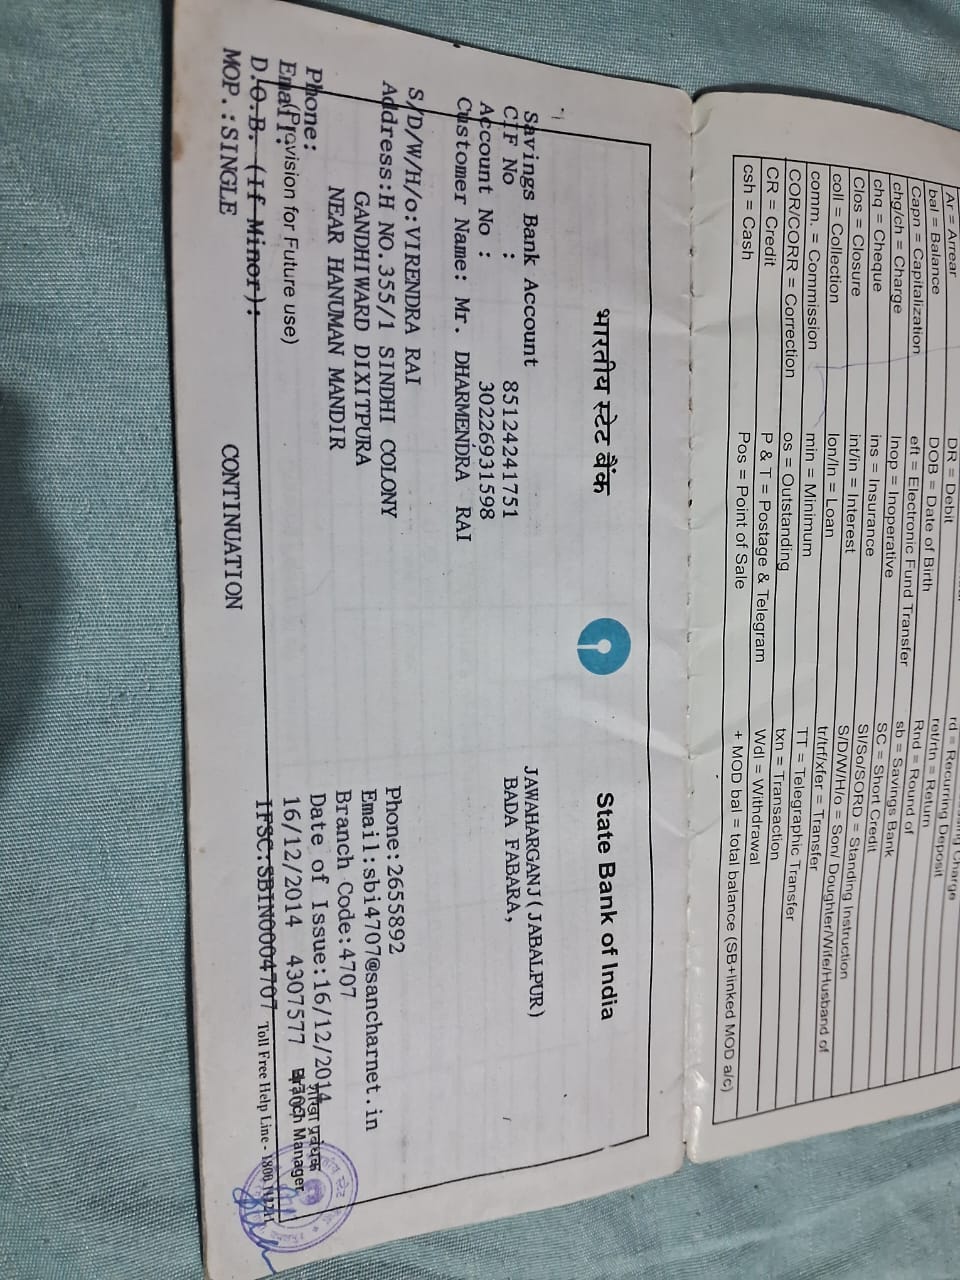 Ar = Arrear DR = Debit rd = Recurring Deposit
bal = Balance DOB = Date of Birth ret/rtn = Return
Capn = Capitalization eft = Electronic Fund Transfer Rnd = Round of
chg/ch = Charge Inop = Inoperative sb = Savings Bank
chq = Cheque ins = Insurance SC = Short Credit
Clos = Closure int/in = Interest SI/So/SORD = Standing Instruction
coll = Collection lon/ln = Loan S/D/W/H/o = Son/ Doughter/Wife/Husband of
comm. = Commission min = Minimum tr/trf/xfer = Transfer
COR/CORR = Correction os = Outstanding TT = Telegraphic Transfer
CR = Credit P & T = Postage & Telegram txn = Transaction
csh = Cash Pos = Point of Sale Wdl = Withdrawal
+ MOD bal = total balance (SB+linked MOD a/c)
भारतीय स्टेट बैंक State Bank of India
Savings Bank Account JAWAHARGANJ(JABALPUR)
CIF No : 85124241751 BADA FABARA,
Account No : 30226931598
Customer Name: Mr. DHARMENDRA RAI
S/D/W/H/o:VIRENDRA RAI
Address:H NO.355/1 SINDHI COLONY Phone:2655892
GANDHIWARD DIXITPURA Email:sbi4707@sancharnet.in
NEAR HANUMAN MANDIR Branch Code:4707
Phone: Date of Issue:16/12/2014
Email: (Provision for Future use) 16/12/2014 4307577 शाखा प्रबंधक
Branch Manager
D.O.B. (If Minor): IFSC:SBIN0004707 Toll Free Help Line -
MOP.:SINGLE CONTINUATION